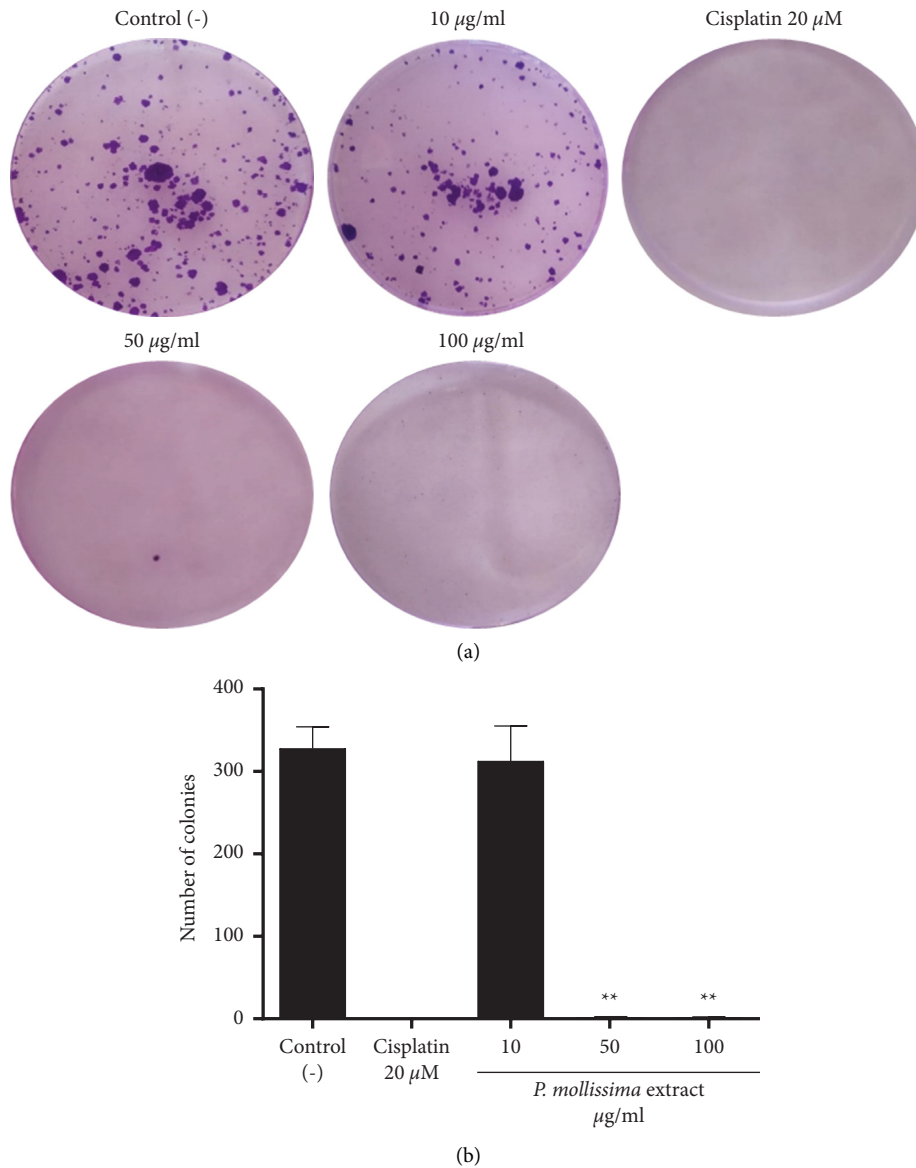 Control (-)
10 µg/ml
Cisplatin 20 µM
50 µg/ml
100 µg/ml
(a)
400
300
200
100
0
Number of colonies
**
**
Control
(-)
Cisplatin
20 µM
10
50
100
P. mollissima extract
µg/ml
(b)